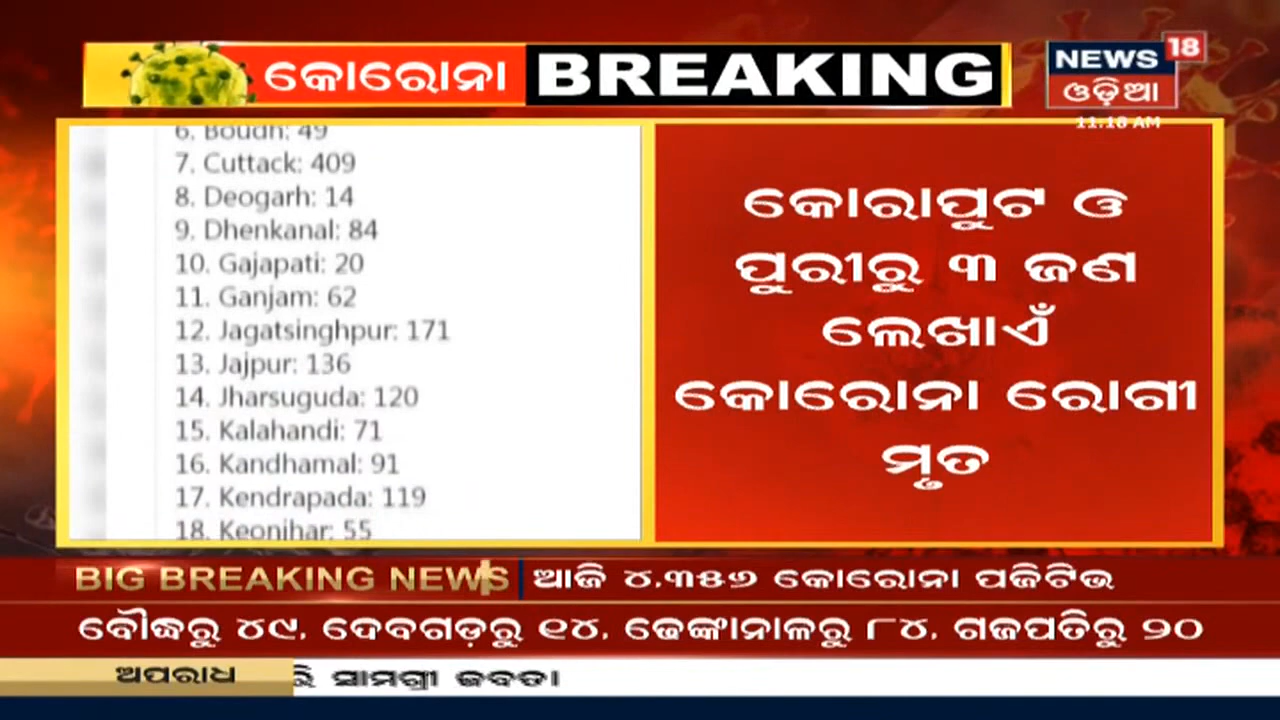 କୋରୋନା BREAKING
NEWS 18
ଓଡ଼ିଆ
11:18 AM
6. Boudh: 49
7. Cuttack: 409
8. Deogarh: 14
9. Dhenkanal: 84
10. Gajapati: 20
11. Ganjam: 62
12. Jagatsinghpur: 171
13. Jajpur: 136
14. Jharsuguda: 120
15. Kalahandi: 71
16. Kandhamal: 91
17. Kendrapada: 119
18. Keonjhar: 55
କୋରାପୁଟ ଓ
ପୁରୀରୁ ୩ ଜଣ
ଲେଖାଏଁ
କୋରୋନା ରୋଗୀ
ମୃତ
BIG BREAKING NEWS ଆଜି ୪,୩୫୬ କୋରୋନା ପଜିଟିଭ
ବୌଦ୍ଧରୁ ୪୯, ଦେବଗଡ଼ରୁ ୧୪, ଢେଙ୍କାନାଳରୁ ୮୪, ଗଜପତିରୁ ୨୦
ଅପରାଧ ସାମଗ୍ରୀ ଜବତ।